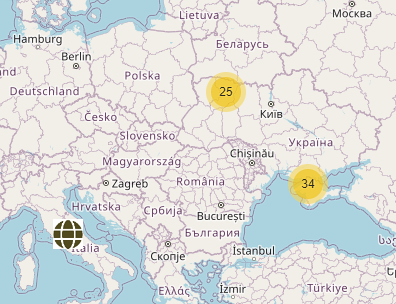 Lietuva
Москва
Hamburg
Беларусь
Berlin
nd
Polska
Deutschland
25
Київ
Česko
Slovensko
Україна
Magyarország
Chișinău
Zagreb
România
34
Hrvatska
Србија
București
Italia
България
Скопје
İstanbul
Ελλάς
İzmir
Türkiye